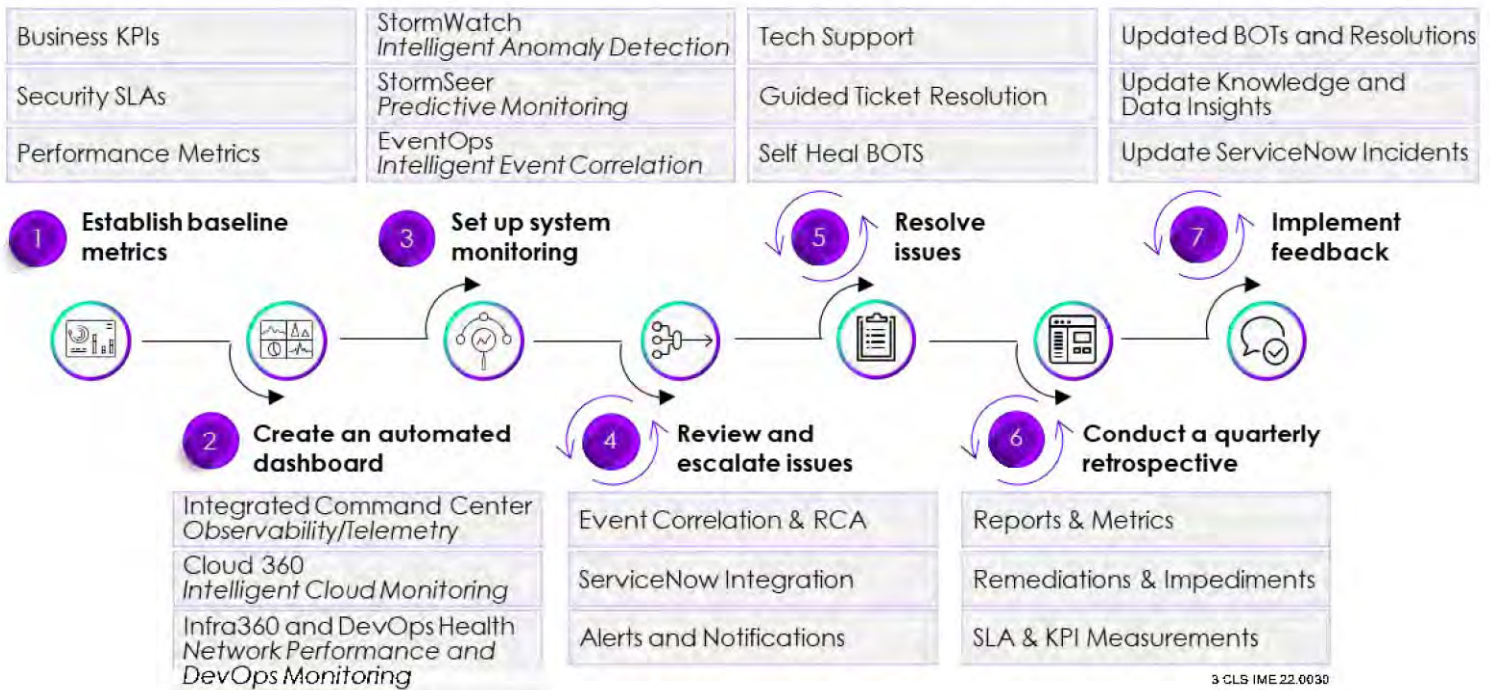 Business KPIs
Security SLAs
Performance Metrics
StormWatch
Intelligent Anomaly Detection
StormSeer
Predictive Monitoring
EventOps
Intelligent Event Correlation
Tech Support
Guided Ticket Resolution
Self Heal BOTS
Updated BOTs and Resolutions
Update Knowledge and
Data Insights
Update ServiceNow Incidents
1
Establish baseline
metrics
3
Set up system
monitoring
5
Resolve
issues
7
Implement
feedback
2
Create an automated
dashboard
4
Review and
escalate issues
6
Conduct a quarterly
retrospective
Integrated Command Center
Observability/Telemetry
Cloud 360
Intelligent Cloud Monitoring
Infra360 and DevOps Health
Network Performance and
DevOps Monitoring
Event Correlation & RCA
ServiceNow Integration
Alerts and Notifications
Reports & Metrics
Remediations & Impediments
SLA & KPI Measurements
3 CLS IME 22.0030